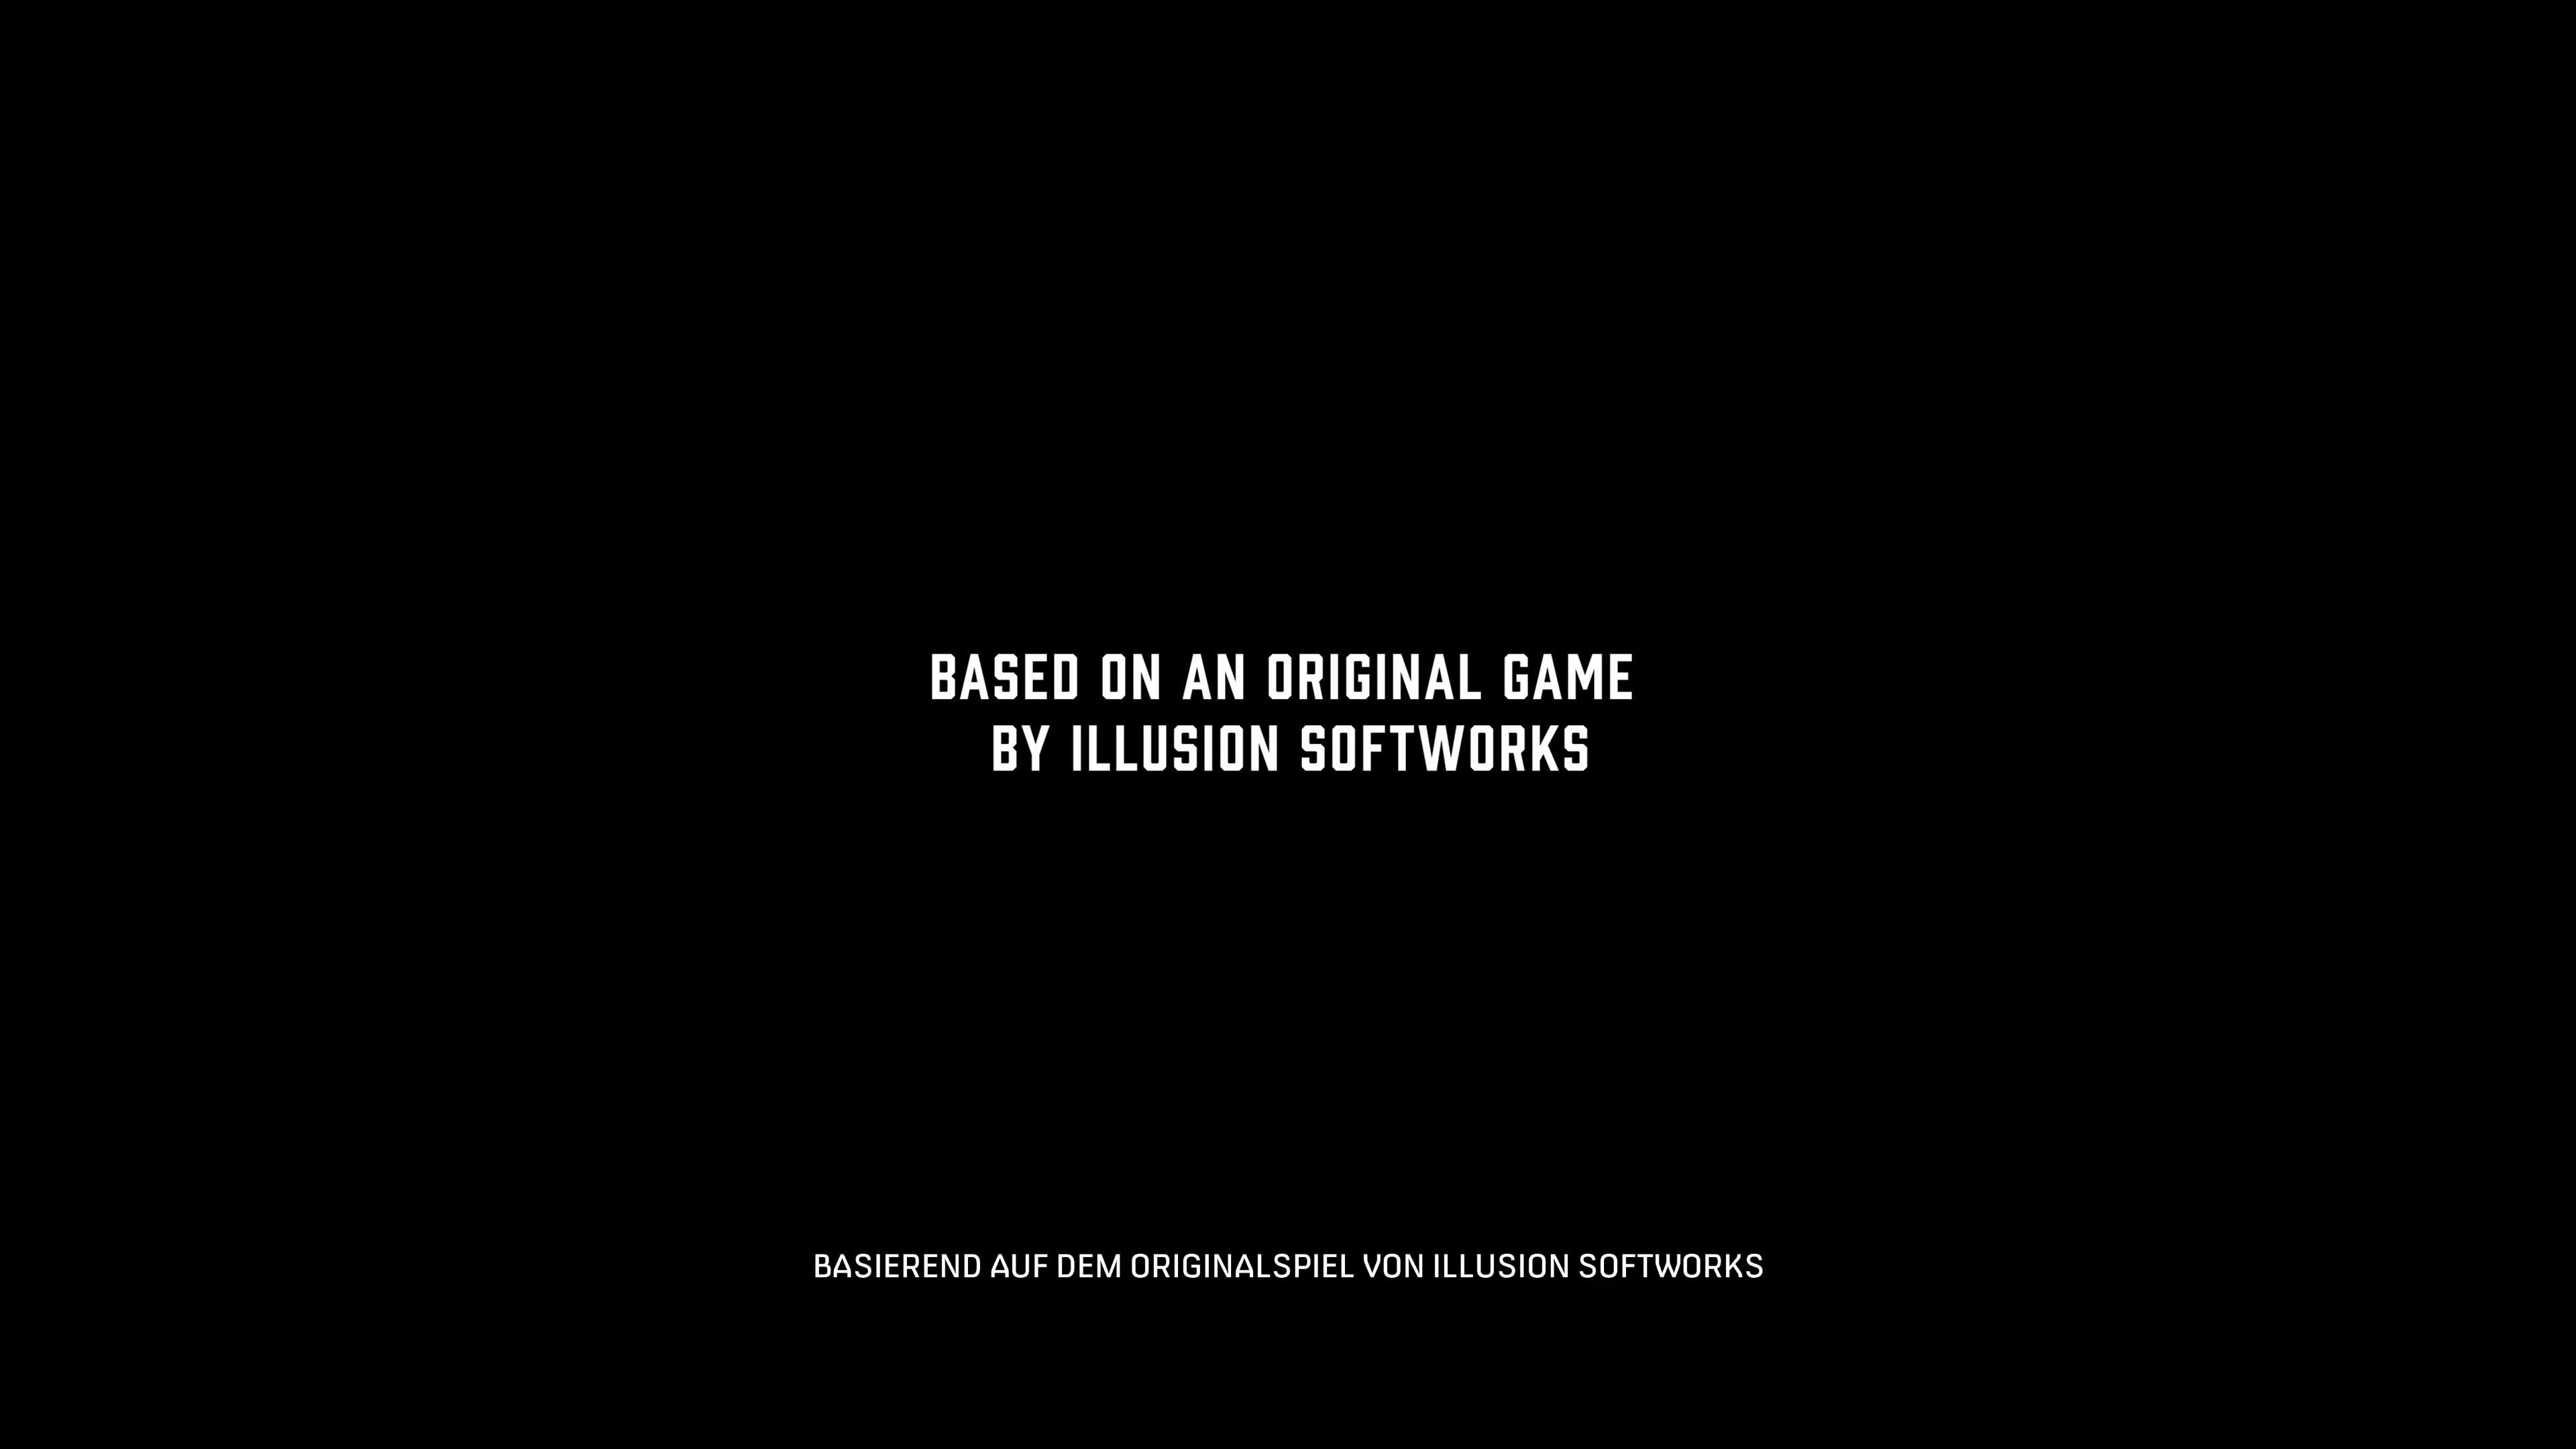 BASED ON AN ORIGINAL GAME
BY ILLUSION SOFTWORKS
BASIEREND AUF DEM ORIGINALSPIEL VON ILLUSION SOFTWORKS